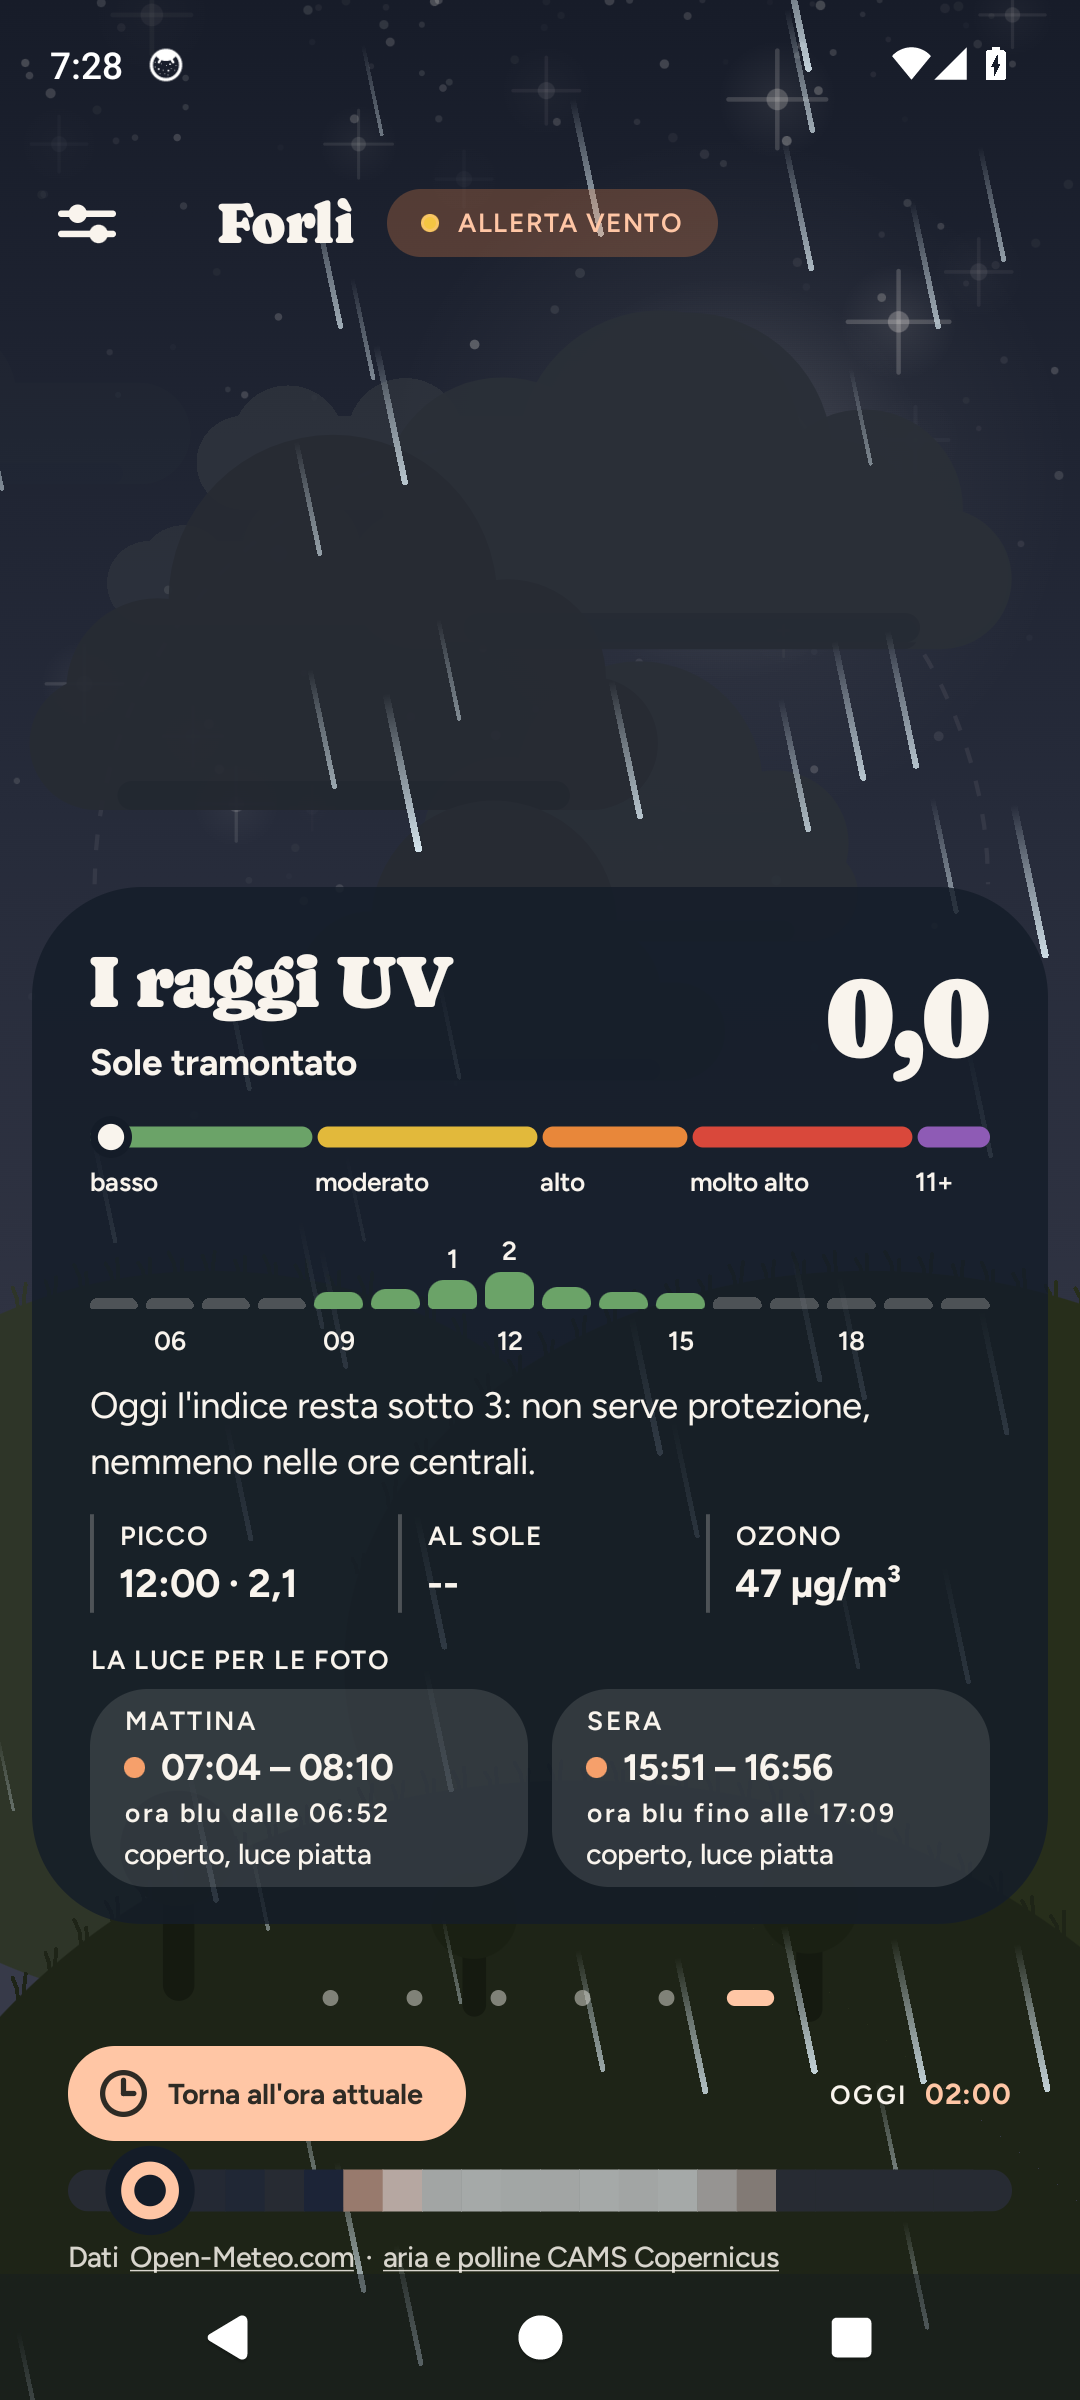 7:28
Forlì
ALLERTA VENTO
I raggi UV
0,0
Sole tramontato
basso moderato alto molto alto 11+
1 2
06 09 12 15 18
Oggi l'indice resta sotto 3: non serve protezione,
nemmeno nelle ore centrali.
PICCO AL SOLE OZONO
12:00 · 2,1 -- 47 µg/m³
LA LUCE PER LE FOTO
MATTINA
07:04 – 08:10
ora blu dalle 06:52
coperto, luce piatta
SERA
15:51 – 16:56
ora blu fino alle 17:09
coperto, luce piatta
Torna all'ora attuale
OGGI 02:00
Dati Open-Meteo.com · aria e polline CAMS Copernicus